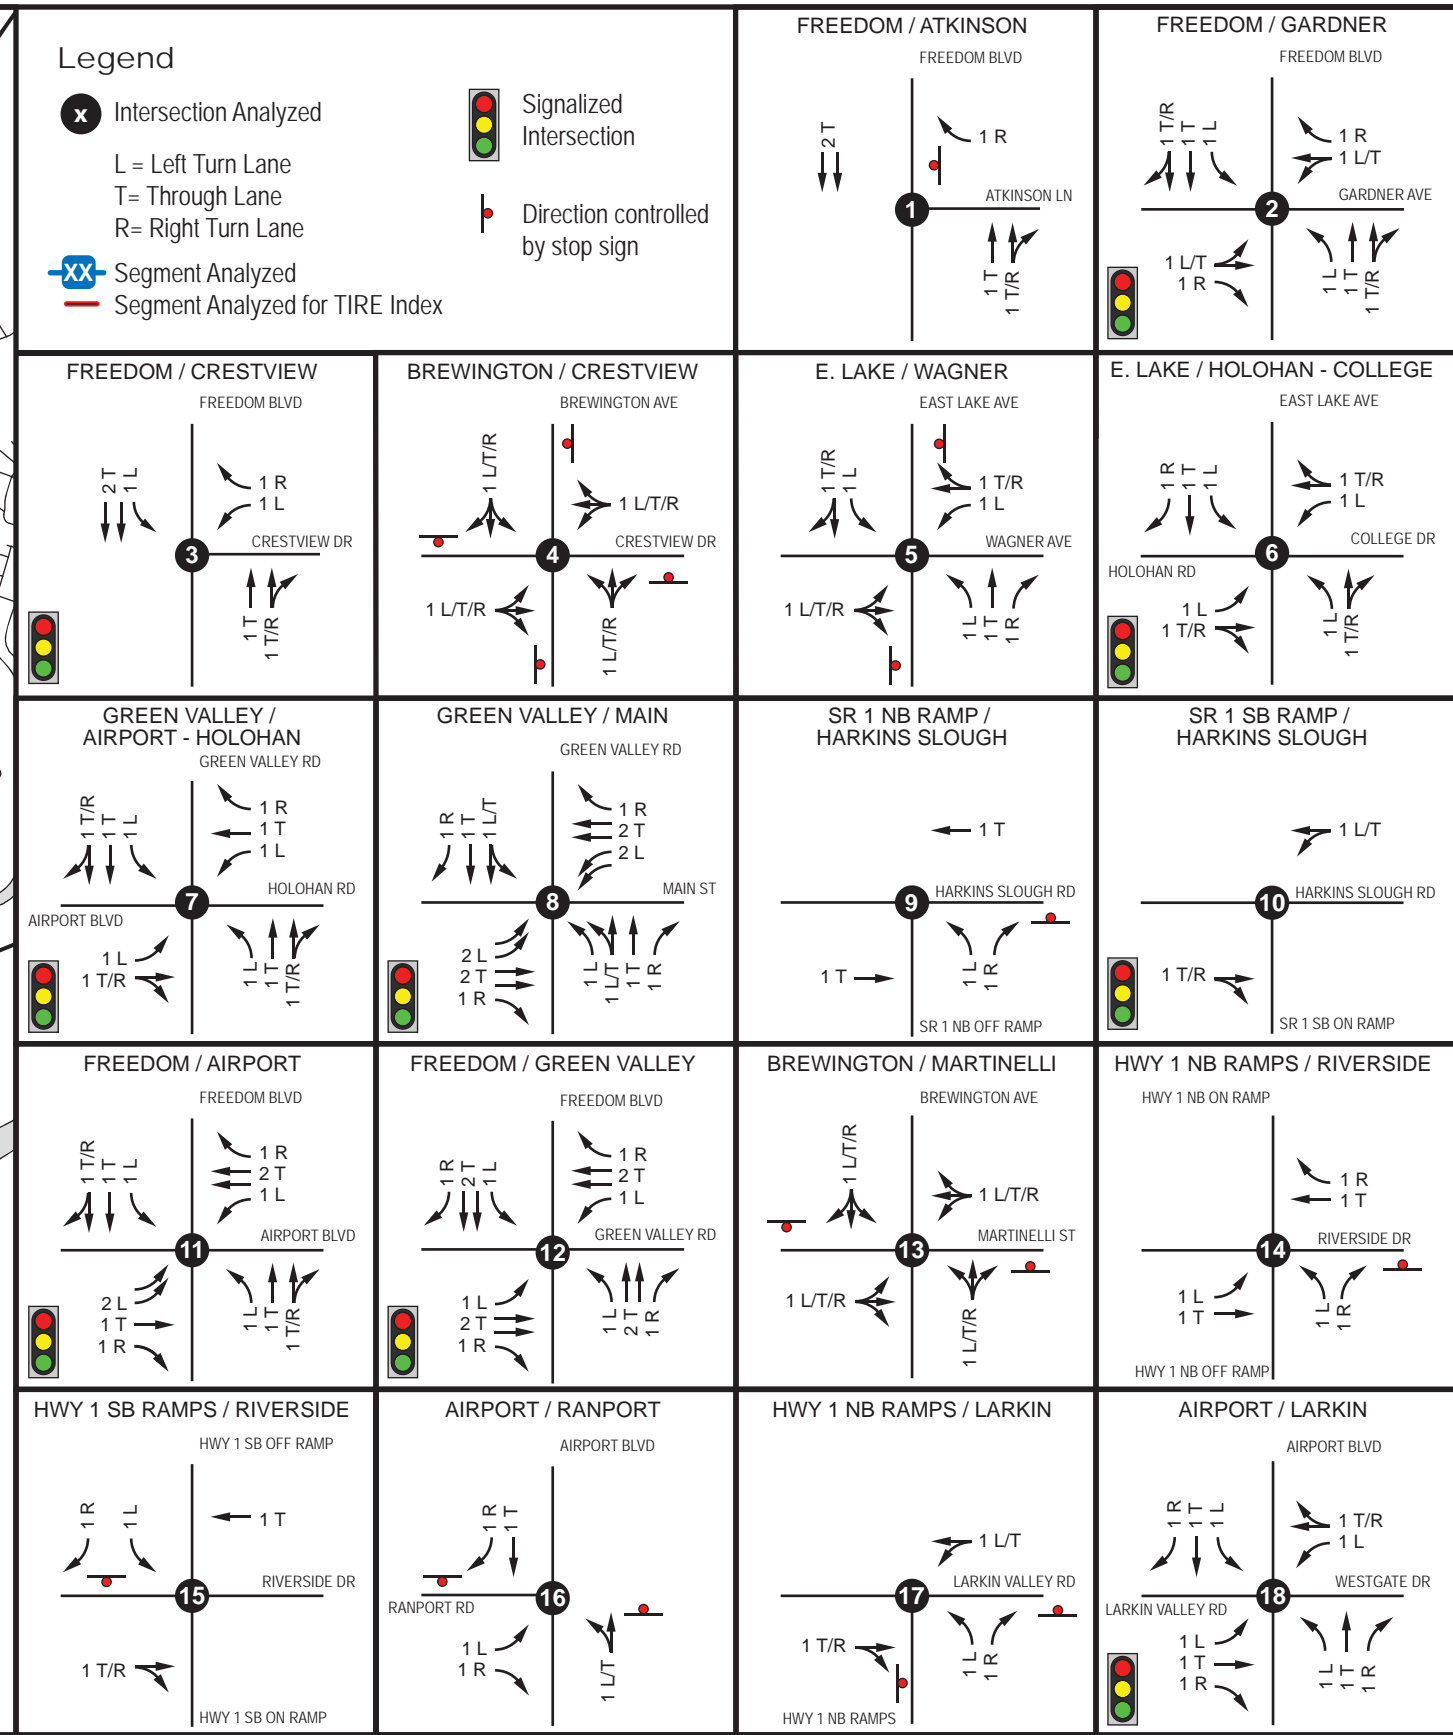 Legend
x Intersection Analyzed
L = Left Turn Lane
T= Through Lane
R= Right Turn Lane
XX Segment Analyzed
Segment Analyzed for TIRE Index
Signalized
Intersection
Direction controlled
by stop sign
FREEDOM / ATKINSON
FREEDOM BLVD
2 T
1 R
ATKINSON LN
1
1 T
1 T/R
FREEDOM / GARDNER
FREEDOM BLVD
1 T/R
1 T
1 L
1 R
1 L/T
GARDNER AVE
2
1 L/T
1 R
1 L
1 T
1 T/R
FREEDOM / CRESTVIEW
FREEDOM BLVD
2 T
1 L
1 R
1 L
CRESTVIEW DR
3
1 T
1 T/R
BREWINGTON / CRESTVIEW
BREWINGTON AVE
1 L/T/R
1 L/T/R
CRESTVIEW DR
4
1 L/T/R
1 L/T/R
E. LAKE / WAGNER
EAST LAKE AVE
1 T/R
1 L
1 T/R
1 L
WAGNER AVE
5
1 L/T/R
1 L
1 T
1 R
E. LAKE / HOLOHAN - COLLEGE
EAST LAKE AVE
1 R
1 T
1 L
1 T/R
1 L
COLLEGE DR
6
HOLOHAN RD
1 L
1 T/R
1 L
1 T/R
GREEN VALLEY /
AIRPORT - HOLOHAN
GREEN VALLEY RD
1 T/R
1 T
1 L
1 R
1 T
1 L
HOLOHAN RD
7
AIRPORT BLVD
1 L
1 T/R
1 L
1 T
1 T/R
GREEN VALLEY / MAIN
GREEN VALLEY RD
1 R
1 T
1 L/T
1 R
2 T
2 L
MAIN ST
8
2 L
2 T
1 R
1 L
1 L/T
1 T
1 R
SR 1 NB RAMP /
HARKINS SLOUGH
1 T
HARKINS SLOUGH RD
9
1 T
1 L
1 R
SR 1 NB OFF RAMP
SR 1 SB RAMP /
HARKINS SLOUGH
1 L/T
HARKINS SLOUGH RD
10
1 T/R
SR 1 SB ON RAMP
FREEDOM / AIRPORT
FREEDOM BLVD
1 T/R
1 T
1 L
1 R
2 T
1 L
AIRPORT BLVD
11
2 L
1 T
1 R
1 L
1 T
1 T/R
FREEDOM / GREEN VALLEY
FREEDOM BLVD
1 R
2 T
1 L
1 R
2 T
1 L
GREEN VALLEY RD
12
1 L
2 T
1 R
1 L
2 T
1 R
BREWINGTON / MARTINELLI
BREWINGTON AVE
1 L/T/R
1 L/T/R
MARTINELLI ST
13
1 L/T/R
1 L/T/R
HWY 1 NB RAMPS / RIVERSIDE
HWY 1 NB ON RAMP
1 R
1 T
RIVERSIDE DR
14
1 L
1 T
1 L
1 R
HWY 1 NB OFF RAMP
HWY 1 SB RAMPS / RIVERSIDE
HWY 1 SB OFF RAMP
1 R
1 L
1 T
RIVERSIDE DR
15
1 T/R
HWY 1 SB ON RAMP
AIRPORT / RANPORT
AIRPORT BLVD
1 R
1 T
16
RANPORT RD
1 L
1 R
1 L/T
HWY 1 NB RAMPS / LARKIN
1 L/T
LARKIN VALLEY RD
17
1 T/R
1 L
1 R
HWY 1 NB RAMPS
AIRPORT / LARKIN
AIRPORT BLVD
1 R
1 T
1 L
1 T/R
1 L
WESTGATE DR
18
LARKIN VALLEY RD
1 L
1 T
1 R
1 L
1 T
1 R